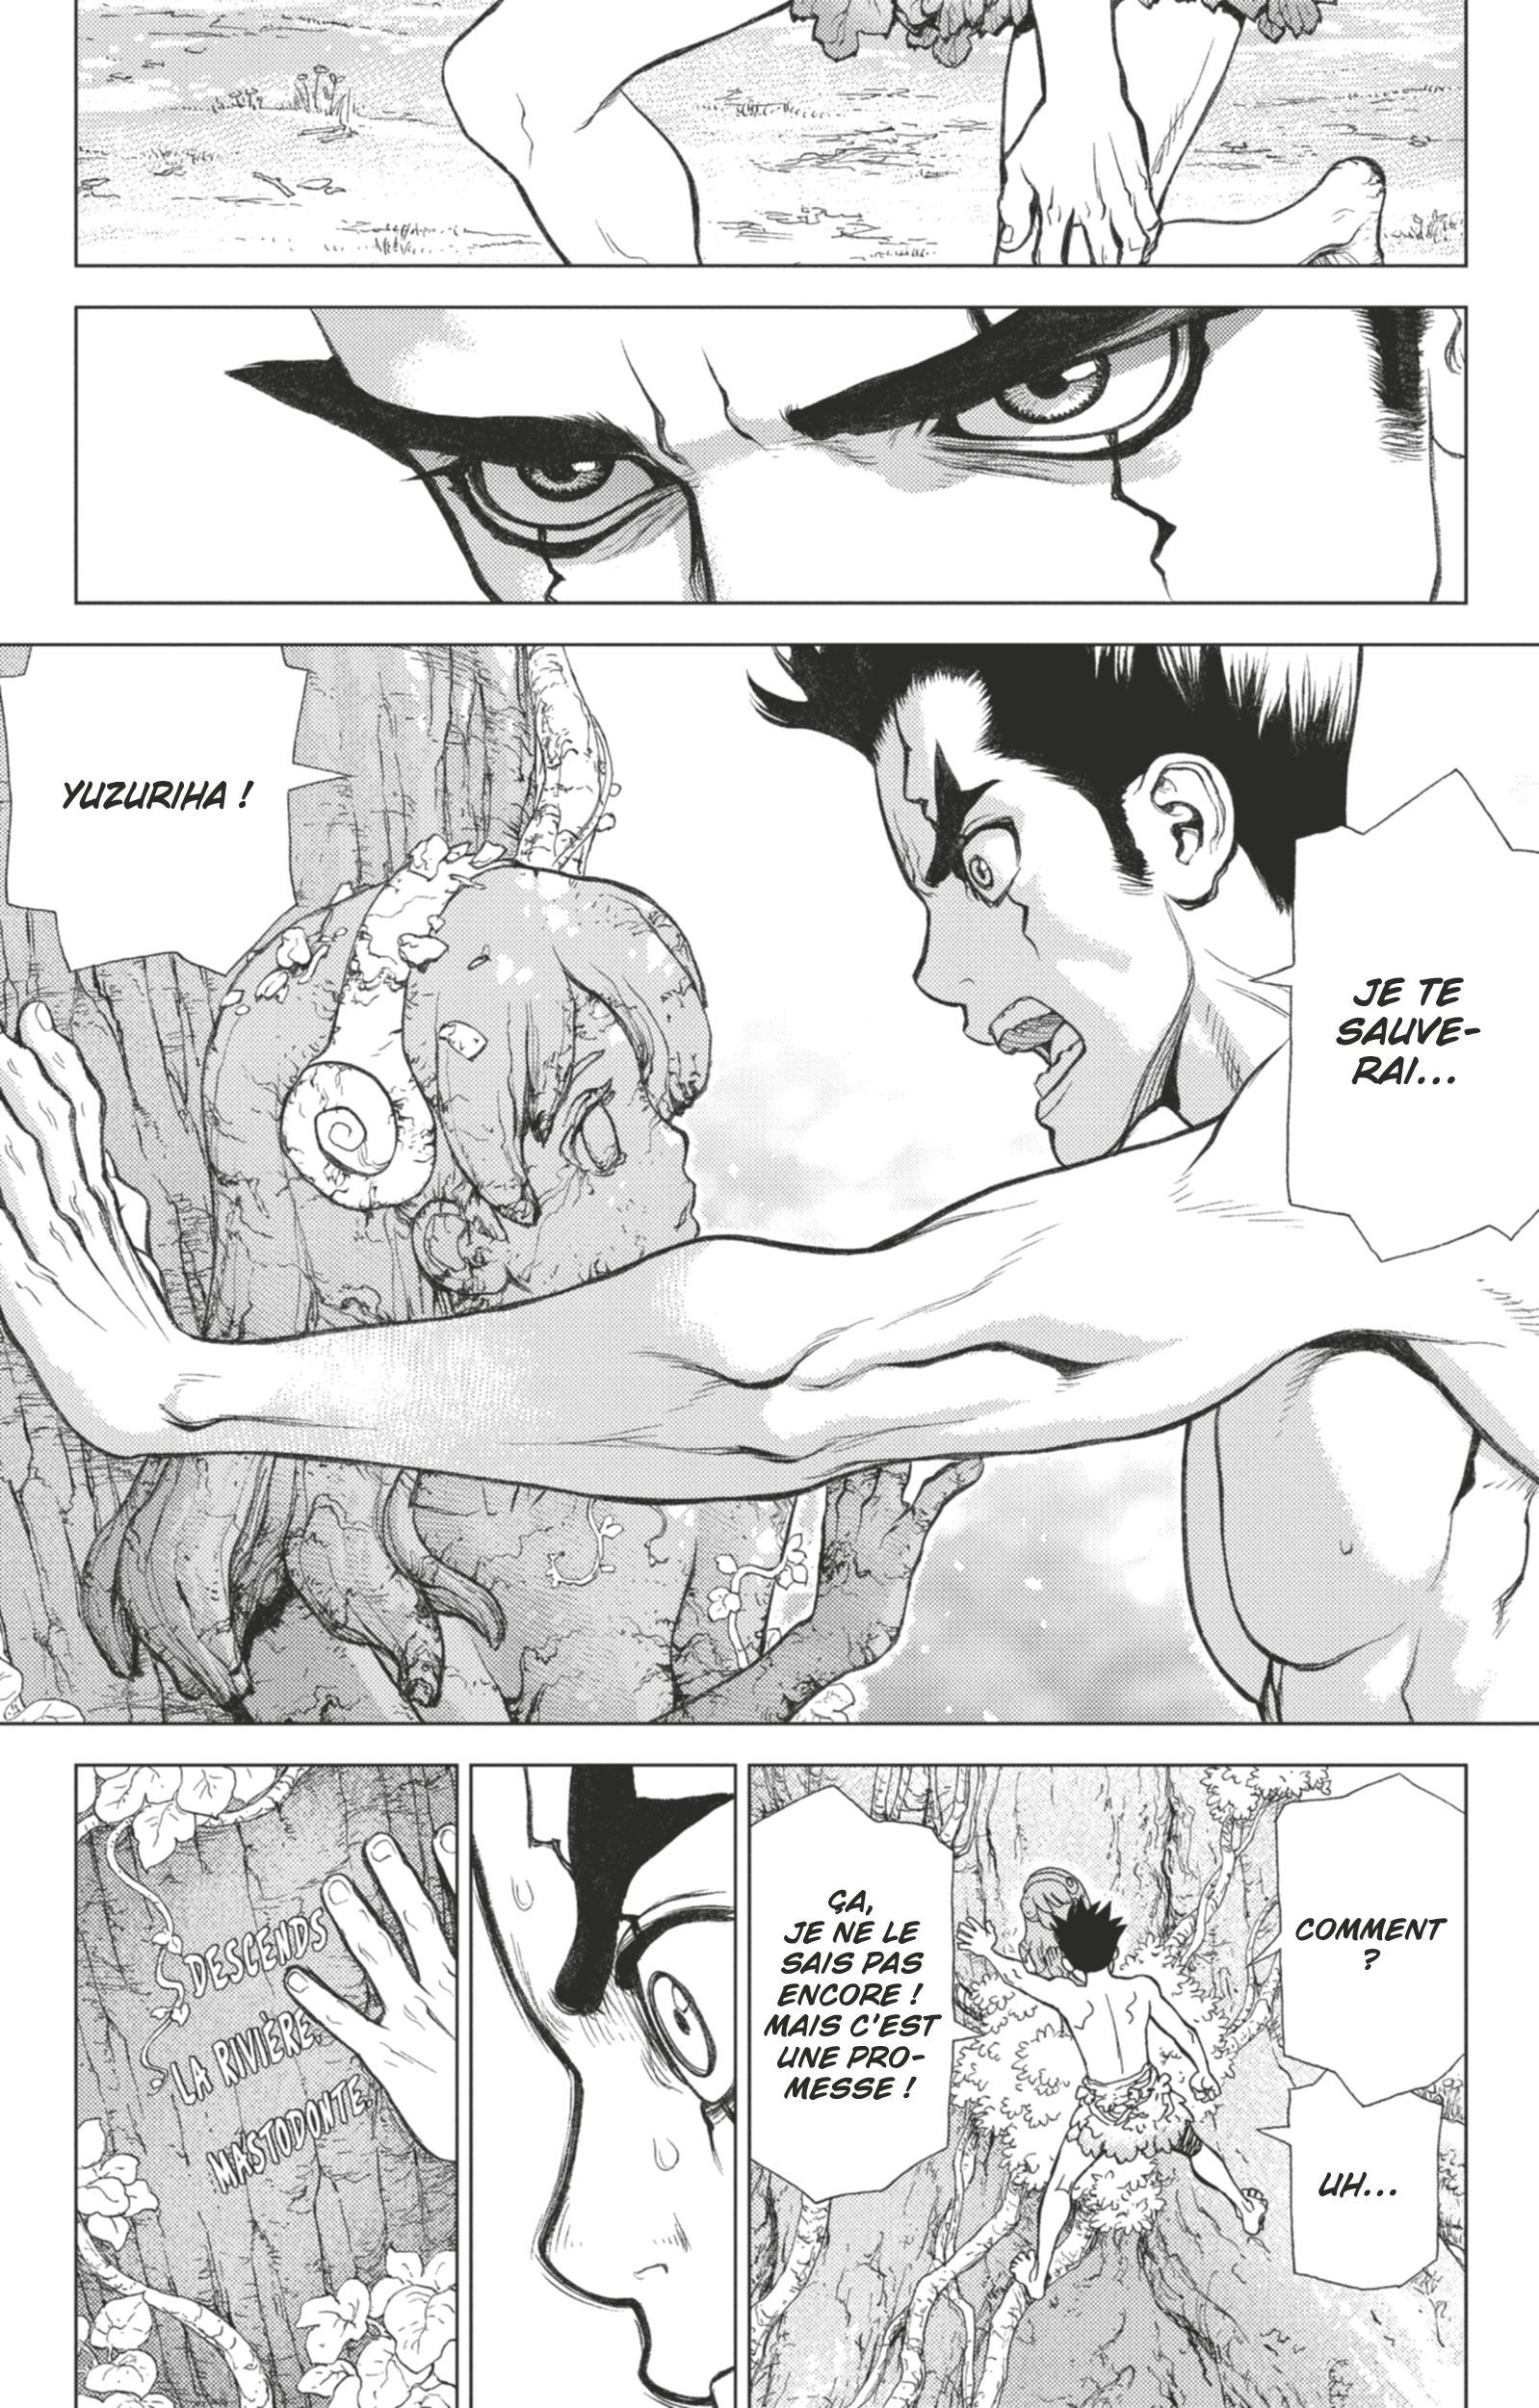 JE TE
SAUVE-
RAI...
YUZURIHA !
COMMENT
?
UH...
ÇA,
JE NE LE
SAIS PAS
ENCORE !
MAIS C'EST
UNE PRO-
MESSE !
DESCENDS
LA RIVIÈRE,
MASTODONTE.